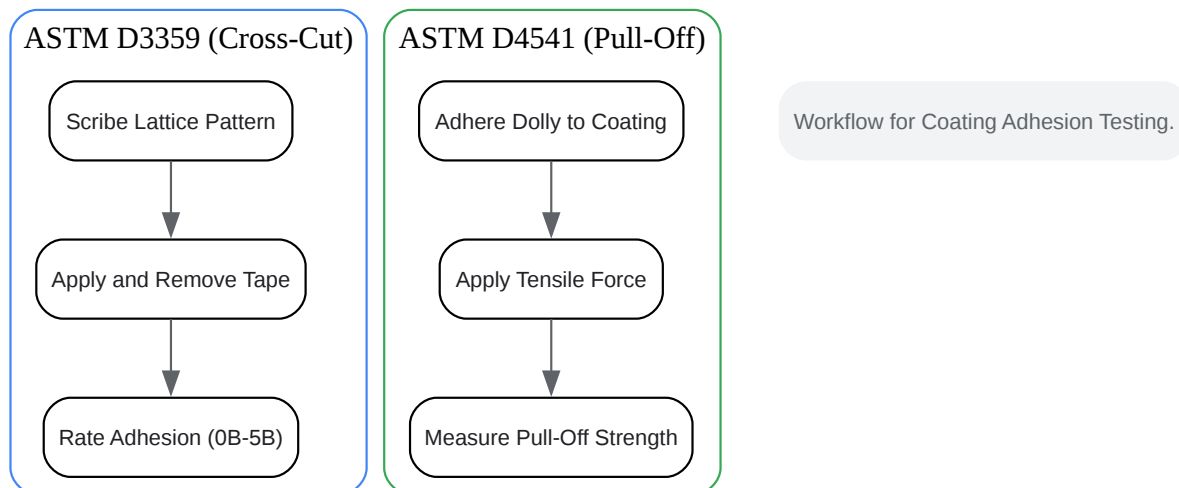 ASTM D3359 (Cross-Cut)
Scribe Lattice Pattern
Apply and Remove Tape
Rate Adhesion (0B-5B)
ASTM D4541 (Pull-Off)
Adhere Dolly to Coating
Apply Tensile Force
Measure Pull-Off Strength
Workflow for Coating Adhesion Testing.